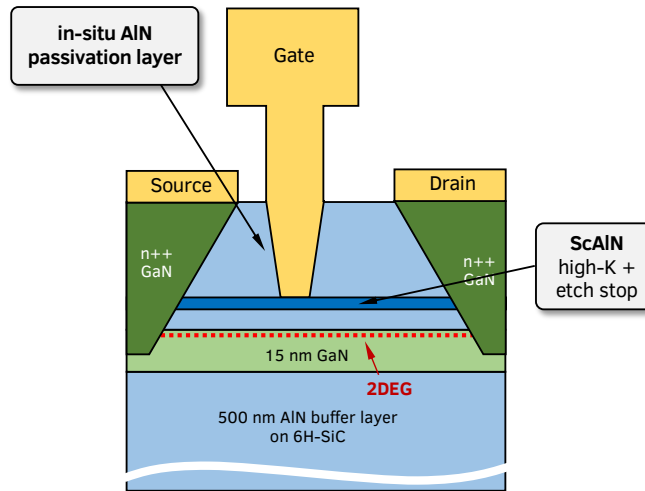 in-situ AlN
passivation layer
Gate
Source
Drain
n++
GaN
n++
GaN
ScAlN
high-K +
etch stop
15 nm GaN
2DEG
500 nm AlN buffer layer
on 6H-SiC